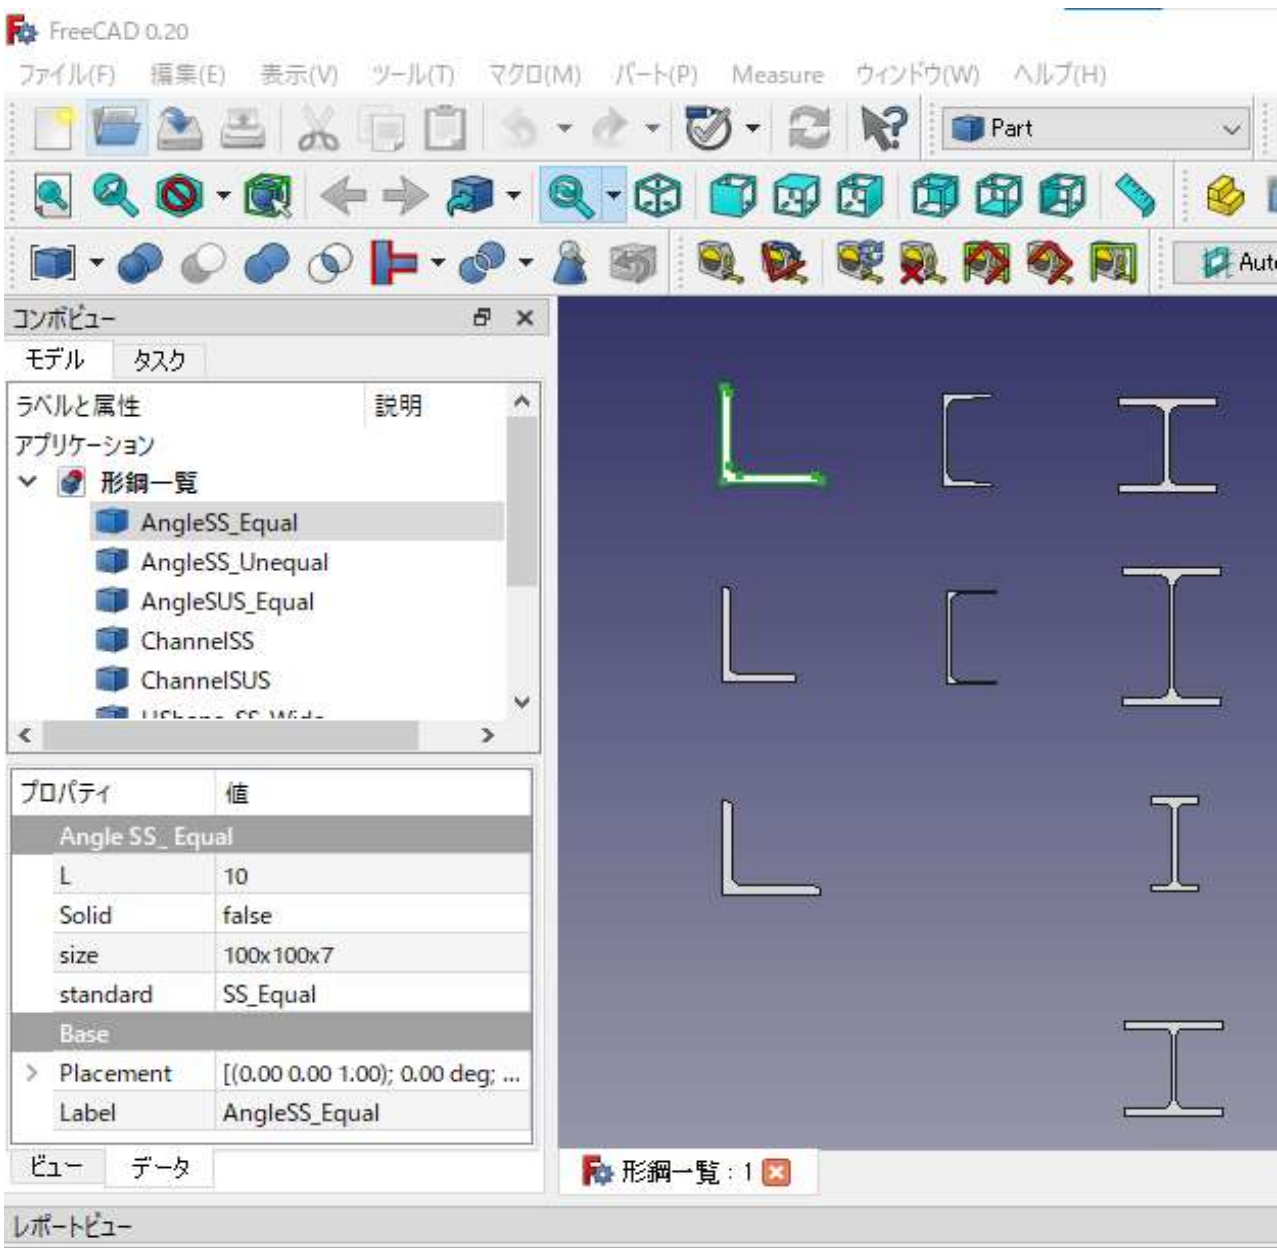 FreeCAD 0.20
ファイル(F) 編集(E) 表示(V) ツール(T) マクロ(M) パート(P) Measure ウィンドウ(W) ヘルプ(H)
Part
コンボビュー
モデル タスク
ラベルと属性 説明
アプリケーション
形鋼一覧
AngleSS_Equal
AngleSS_Unequal
AngleSUS_Equal
ChannelSS
ChannelSUS
プロパティ 値
Angle SS_ Equal
L 10
Solid false
size 100x100x7
standard SS_Equal
Base
Placement [(0.00 0.00 1.00); 0.00 deg; ...
Label AngleSS_Equal
ビュー データ
形鋼一覧 : 1
レポートビュー